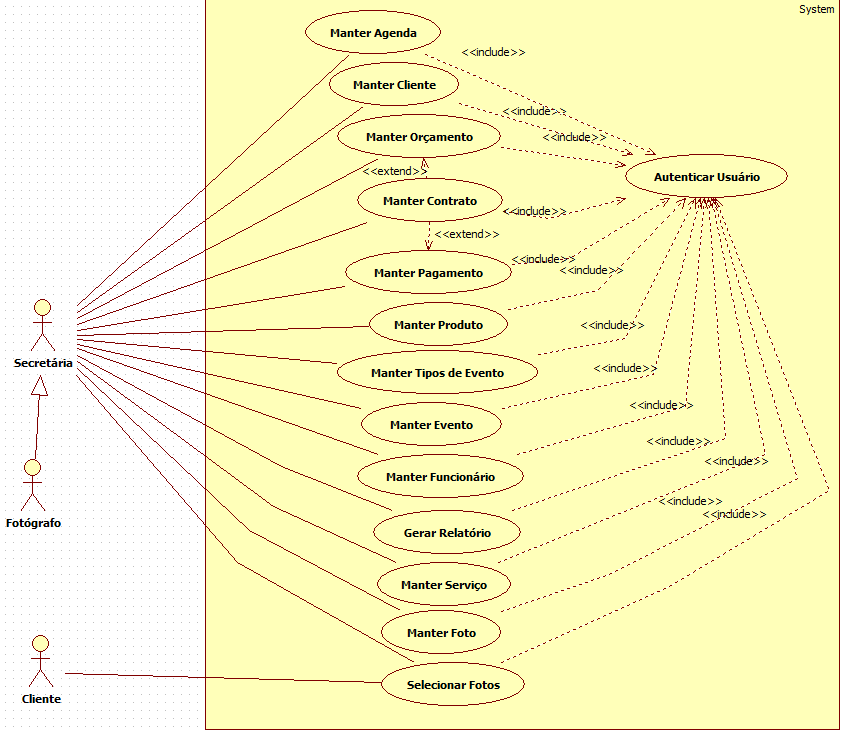 System
Manter Agenda
<<include>>
Manter Cliente
<<include>>
Manter Orçamento
<<include>>
<<extend>>
Autenticar Usuário
Manter Contrato
<<include>>
<<extend>>
<<include>>
Manter Pagamento
<<include>>
Manter Produto
<<include>>
Secretária
Manter Tipos de Evento
<<include>>
<<include>>
Manter Evento
<<include>>
<<include>>
Manter Funcionário
<<include>>
<<include>>
Fotógrafo
Gerar Relatório
Manter Serviço
Manter Foto
Selecionar Fotos
Cliente